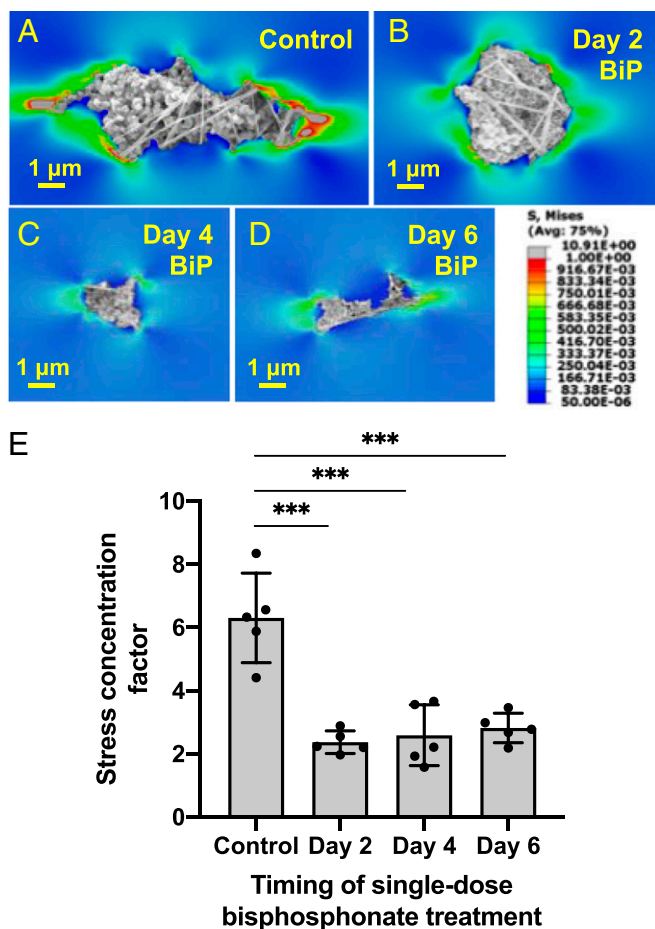 A
Control
1 µm
B
Day 2
BiP
1 µm
C
Day 4
BiP
1 µm
D
Day 6
BiP
1 µm
S, Mises
(Avg: 75%)
10.91E+00
1.00E+00
916.67E-03
833.34E-03
750.01E-03
666.68E-03
583.35E-03
500.02E-03
416.70E-03
333.37E-03
250.04E-03
166.71E-03
83.38E-03
50.00E-06
E
***
***
***
10
8
6
4
2
0
Stress concentration
factor
Control Day 2 Day 4 Day 6
Timing of single-dose
bisphosphonate treatment